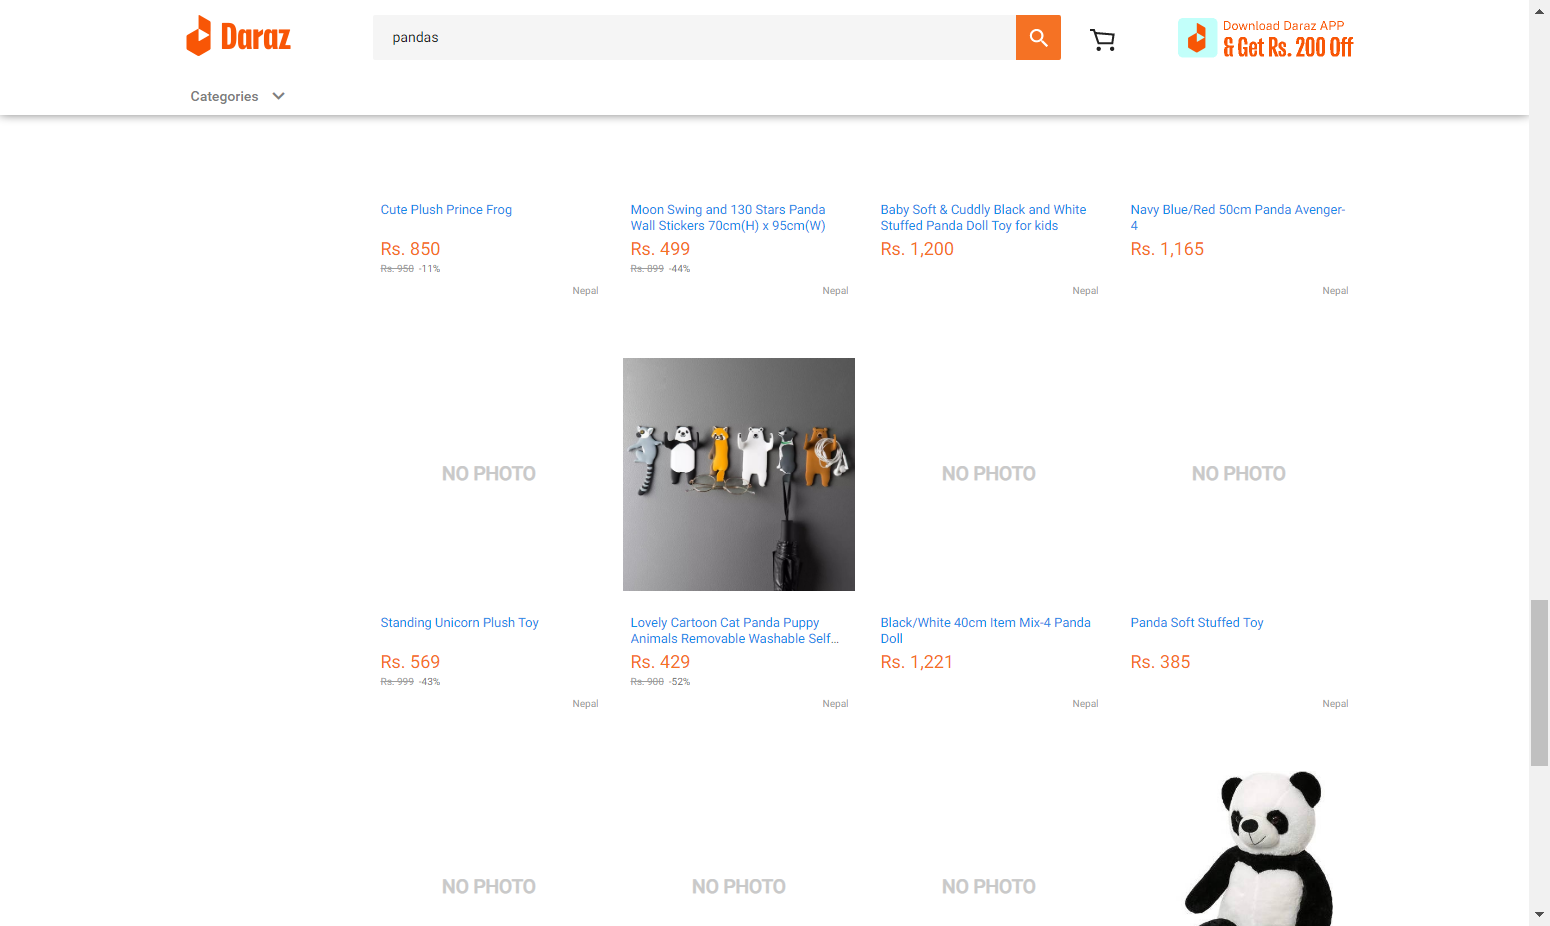 Daraz
pandas
Download Daraz APP
& Get Rs. 200 Off
Categories
Cute Plush Prince Frog
Rs. 850
Rs. 950 -11%
Nepal
Moon Swing and 130 Stars Panda
Wall Stickers 70cm(H) x 95cm(W)
Rs. 499
Rs. 899 -44%
Nepal
Baby Soft & Cuddly Black and White
Stuffed Panda Doll Toy for kids
Rs. 1,200
Nepal
Navy Blue/Red 50cm Panda Avenger-
4
Rs. 1,165
Nepal
NO PHOTO
Standing Unicorn Plush Toy
Rs. 569
Rs. 999 -43%
Nepal
Lovely Cartoon Cat Panda Puppy
Animals Removable Washable Self...
Rs. 429
Rs. 900 -52%
Nepal
NO PHOTO
Black/White 40cm Item Mix-4 Panda
Doll
Rs. 1,221
Nepal
NO PHOTO
Panda Soft Stuffed Toy
Rs. 385
Nepal
NO PHOTO
NO PHOTO
NO PHOTO